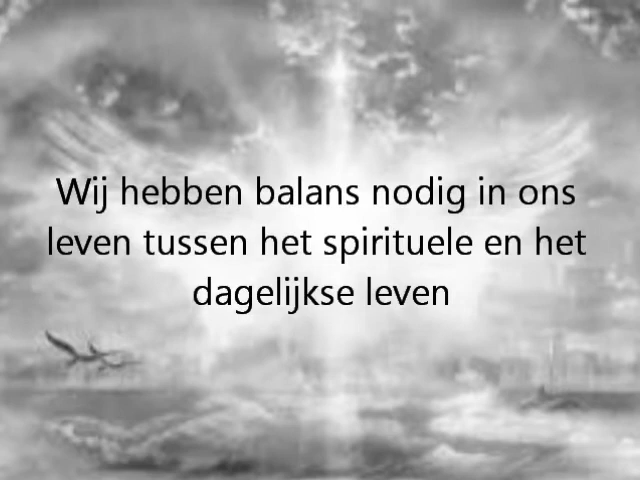 Wij hebben balans nodig in ons
leven tussen het spirituele en het
dagelijkse leven